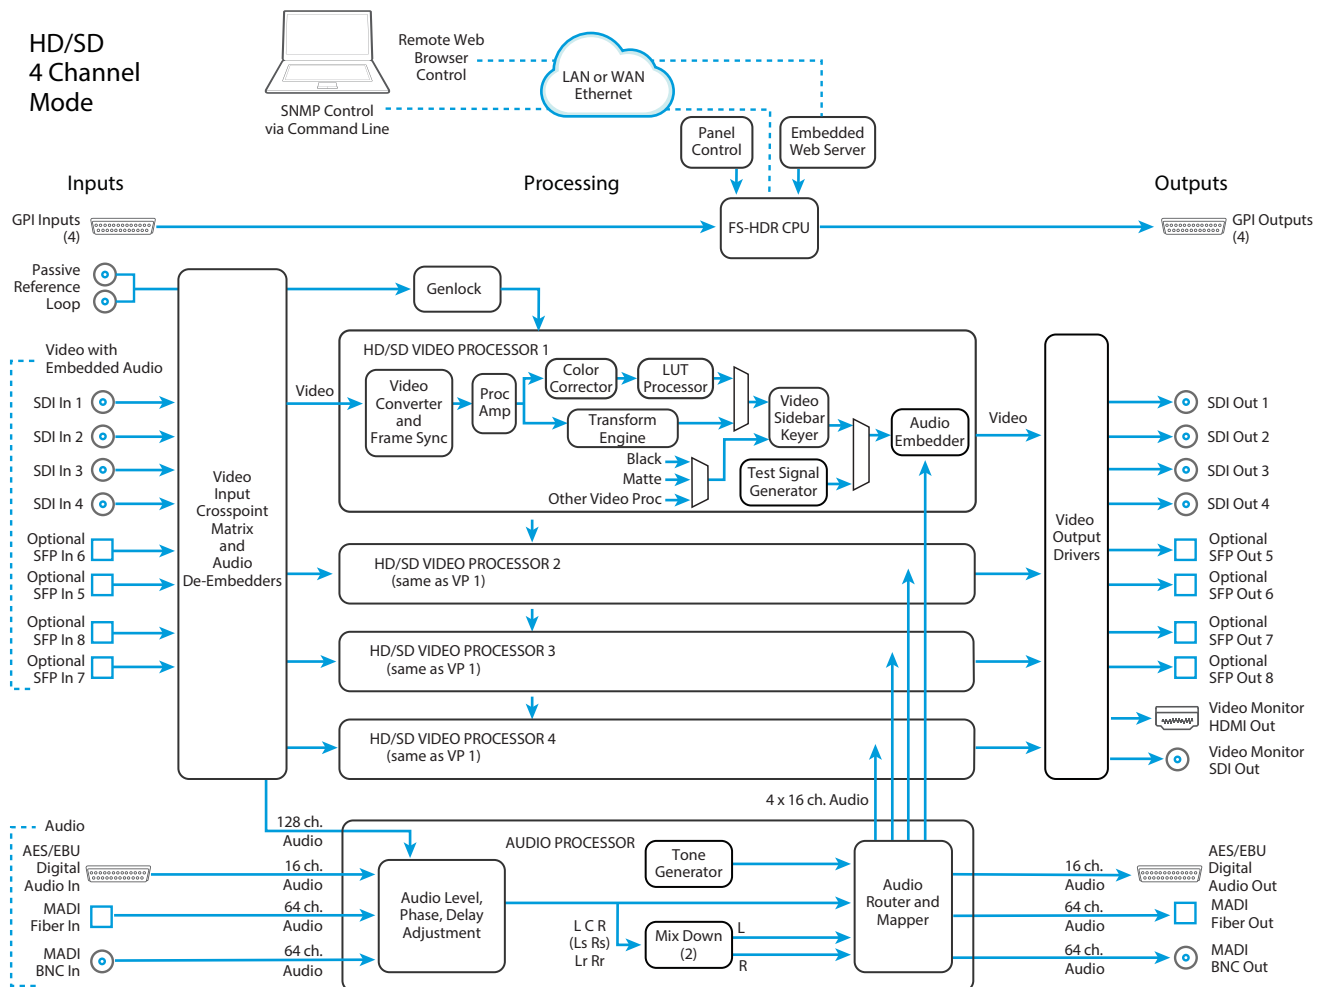 HD/SD
4 Channel
Mode
Remote Web
Browser
Control
LAN or WAN
Ethernet
SNMP Control
via Command Line
Panel
Control
Embedded
Web Server
Inputs
Processing
Outputs
GPI Inputs
(4)
FS-HDR CPU
GPI Outputs
(4)
Passive
Reference
Loop
Genlock
Video with
Embedded Audio
SDI In 1
SDI In 2
SDI In 3
SDI In 4
Optional
SFP In 6
Optional
SFP In 5
Optional
SFP In 8
Optional
SFP In 7
Video
Input
Crosspoint
Matrix
and
Audio
De-Embedders
Video
HD/SD VIDEO PROCESSOR 1
Video
Converter
and
Frame Sync
Proc
Amp
Color
Corrector
LUT
Processor
Transform
Engine
Black
Matte
Other Video Proc
Video
Sidebar
Keyer
Test Signal
Generator
Audio
Embedder
Video
HD/SD VIDEO PROCESSOR 2
(same as VP 1)
HD/SD VIDEO PROCESSOR 3
(same as VP 1)
HD/SD VIDEO PROCESSOR 4
(same as VP 1)
Video
Output
Drivers
SDI Out 1
SDI Out 2
SDI Out 3
SDI Out 4
Optional
SFP Out 5
Optional
SFP Out 6
Optional
SFP Out 7
Optional
SFP Out 8
Video Monitor
HDMI Out
Video Monitor
SDI Out
4 x 16 ch. Audio
Audio
AES/EBU
Digital
Audio In
MADI
Fiber In
MADI
BNC In
128 ch.
Audio
16 ch.
Audio
64 ch.
Audio
64 ch.
Audio
AUDIO PROCESSOR
Audio Level,
Phase, Delay
Adjustment
Tone
Generator
L C R
(Ls Rs)
Lr Rr
Mix Down
(2)
L
R
Audio
Router and
Mapper
16 ch.
Audio
64 ch.
Audio
64 ch.
Audio
AES/EBU
Digital
Audio Out
MADI
Fiber Out
MADI
BNC Out